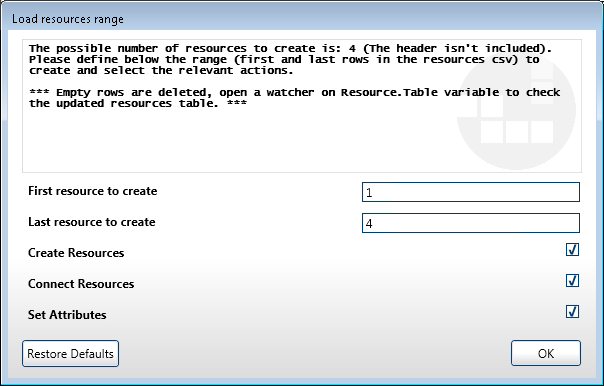 Load resources range
The possible number of resources to create is: 4 (The header isn't included).
Please define below the range (first and last rows in the resources csv) to
create and select the relevant actions.
*** Empty rows are deleted, open a watcher on Resource.Table variable to check
the updated resources table. ***
First resource to create
1
Last resource to create
4
Create Resources
Connect Resources
Set Attributes
Restore Defaults
OK